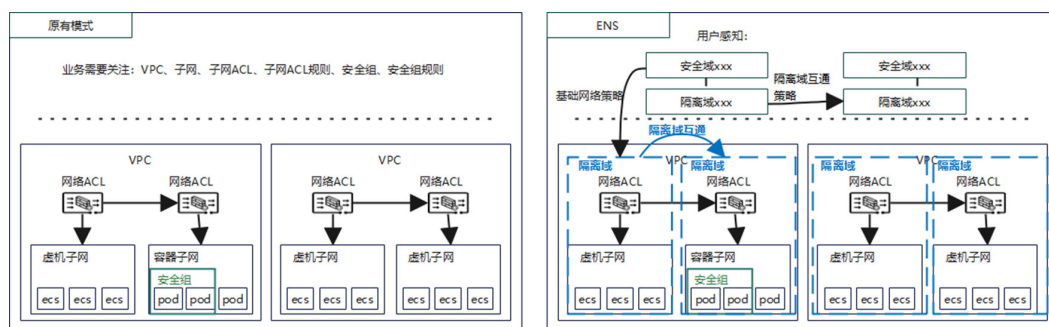 原有模式
业务需要关注：VPC、子网、子网ACL、子网ACL规则、安全组、安全组规则
VPC
网络ACL
网络ACL
虚机子网
ecs
ecs
ecs
容器子网
安全组
pod
pod
pod
VPC
网络ACL
网络ACL
虚机子网
ecs
ecs
ecs
虚机子网
ecs
ecs
ecs
ENS
用户感知：
安全域xxx
安全域xxx
基础网络策略
隔离域xxx
隔离域互通
策略
隔离域xxx
隔离域互通
VPC
隔离域
隔离域
网络ACL
网络ACL
虚机子网
ecs
ecs
ecs
容器子网
安全组
pod
pod
pod
VPC
隔离域
隔离域
网络ACL
网络ACL
虚机子网
ecs
ecs
ecs
虚机子网
ecs
ecs
ecs